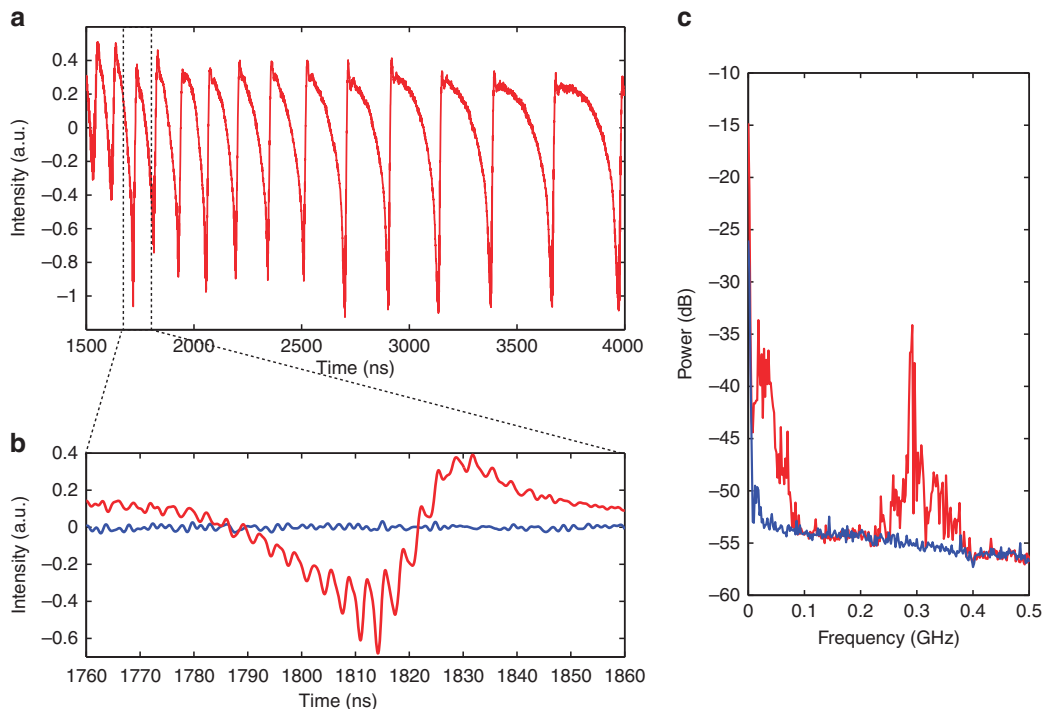 a
Intensity (a.u.)
0.4
0.2
0
–0.2
–0.4
–0.6
–0.8
–1
1500 2000 2500 3000 3500 4000
Time (ns)
b
Intensity (a.u.)
0.4
0.2
0
–0.2
–0.4
–0.6
1760 1770 1780 1790 1800 1810 1820 1830 1840 1850 1860
Time (ns)
c
Power (dB)
–10
–15
–20
–25
–30
–35
–40
–45
–50
–55
–60
0 0.1 0.2 0.3 0.4 0.5
Frequency (GHz)